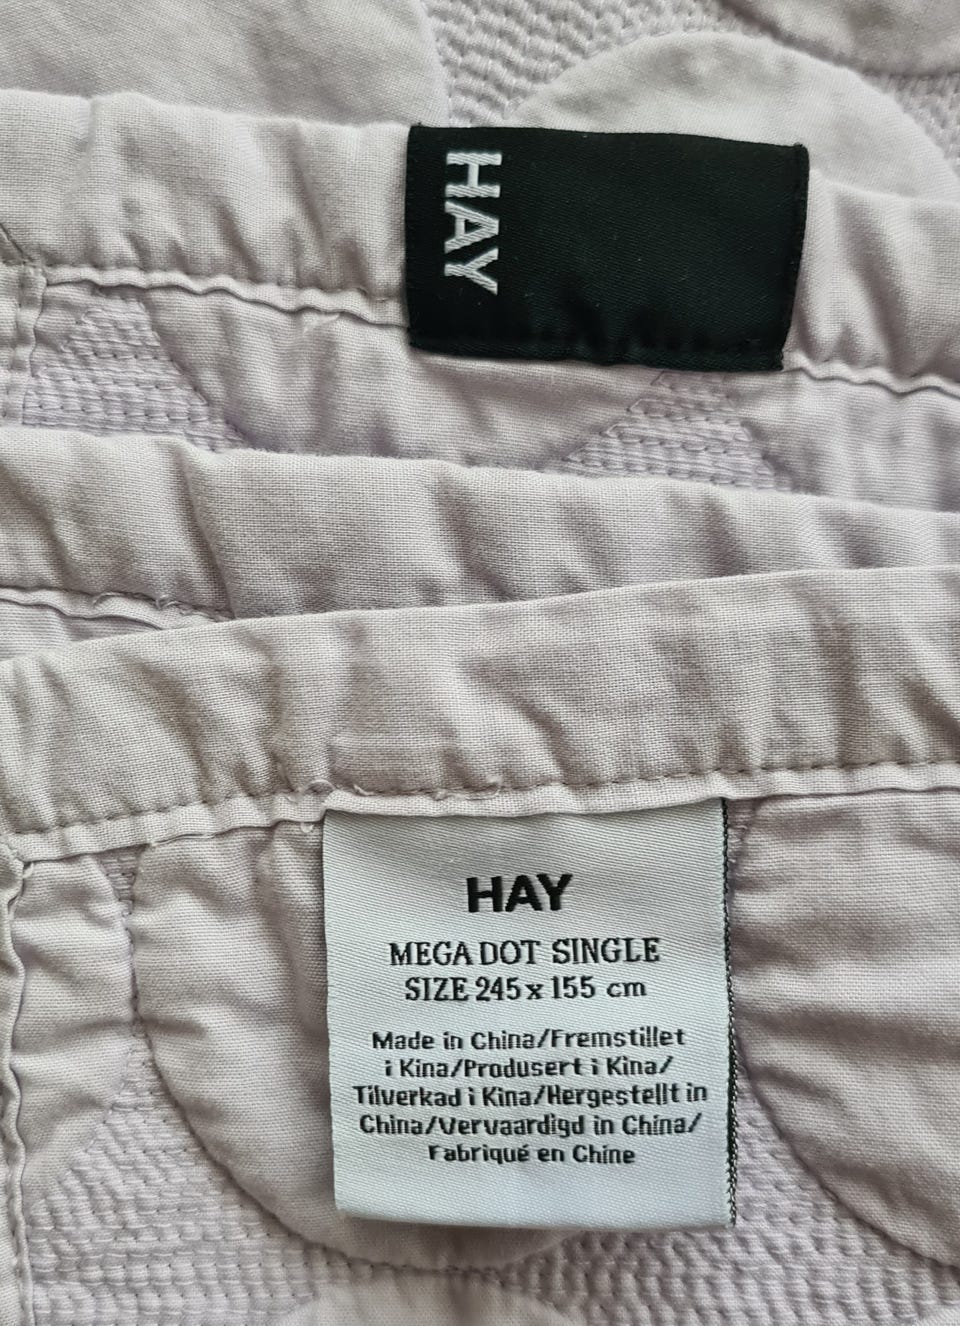 HAY
HAY
MEGA DOT SINGLE
SIZE 245 x 155 cm
Made in China/Fremstillet
i Kina/Produsert i Kina/
Tilverkad i Kina/Hergestellt in
China/Vervaardigd in China/
Fabriqué en Chine